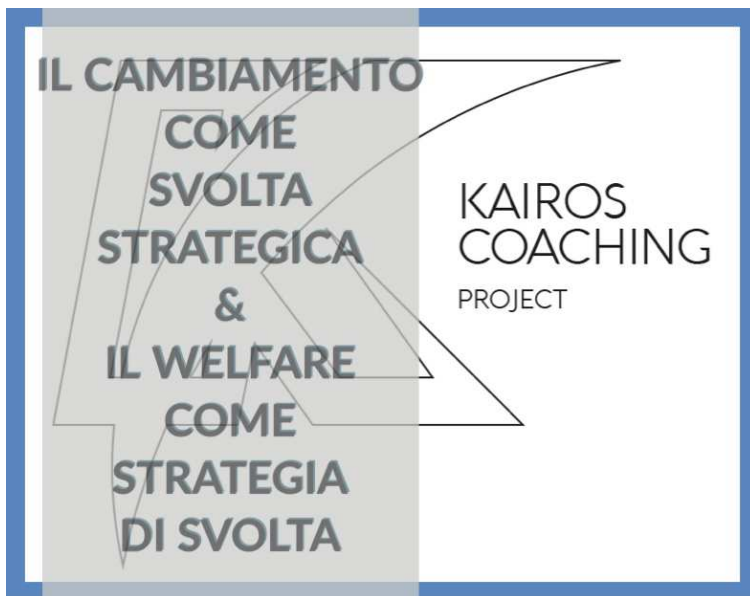 IL CAMBIAMENTO
COME
SVOLTA
STRATEGICA
&
IL WELFARE
COME
STRATEGIA
DI SVOLTA
KAIROS
COACHING
PROJECT